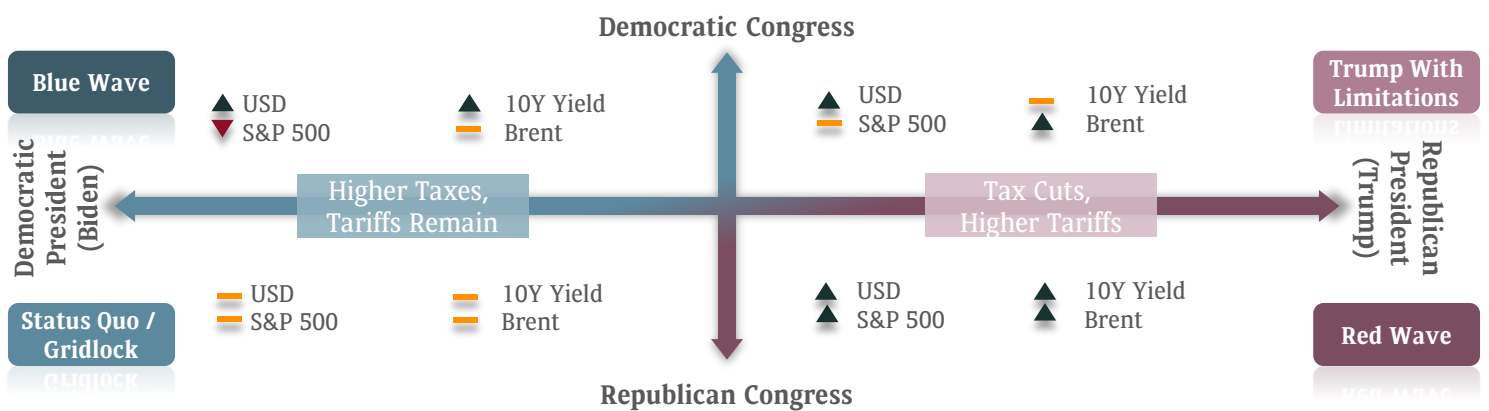 Democratic Congress
Blue Wave
USD
S&P 500
10Y Yield
Brent
USD
S&P 500
10Y Yield
Brent
Trump With
Limitations
Democratic
President
(Biden)
Higher Taxes,
Tariffs Remain
Tax Cuts,
Higher Tariffs
Republican
President
(Trump)
Status Quo /
Gridlock
USD
S&P 500
10Y Yield
Brent
USD
S&P 500
10Y Yield
Brent
Red Wave
Republican Congress